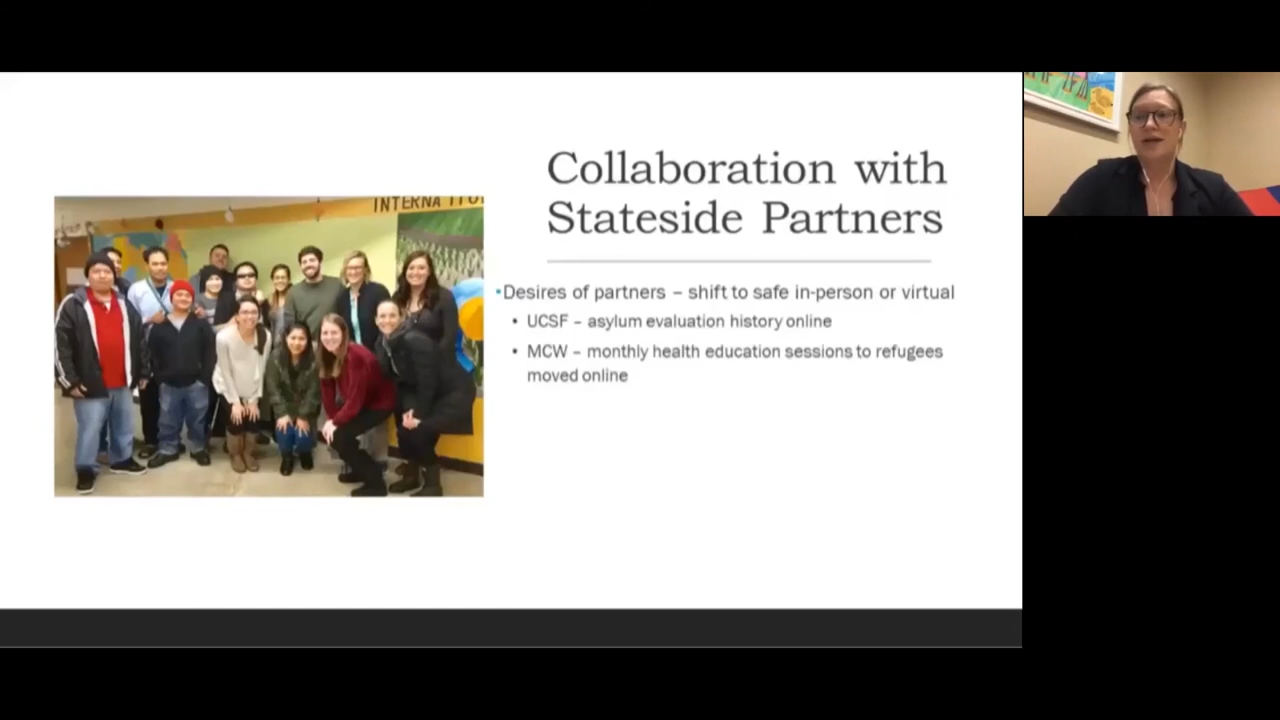 INTERNATIO
Collaboration with
Stateside Partners
Desires of partners – shift to safe in-person or virtual
UCSF – asylum evaluation history online
MCW – monthly health education sessions to refugees
moved online